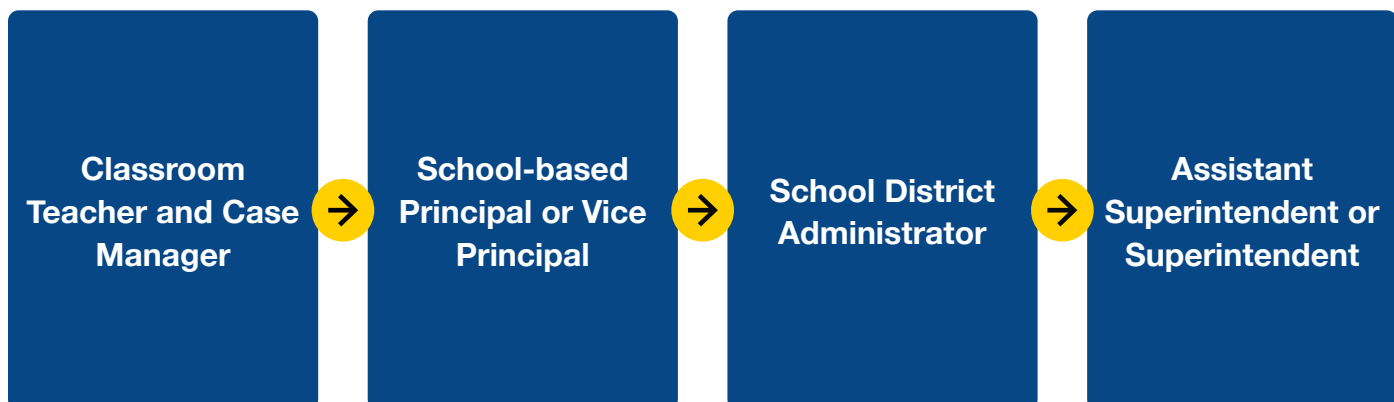 Classroom
Teacher and Case
Manager
School-based
Principal or Vice
Principal
School District
Administrator
Assistant
Superintendent or
Superintendent